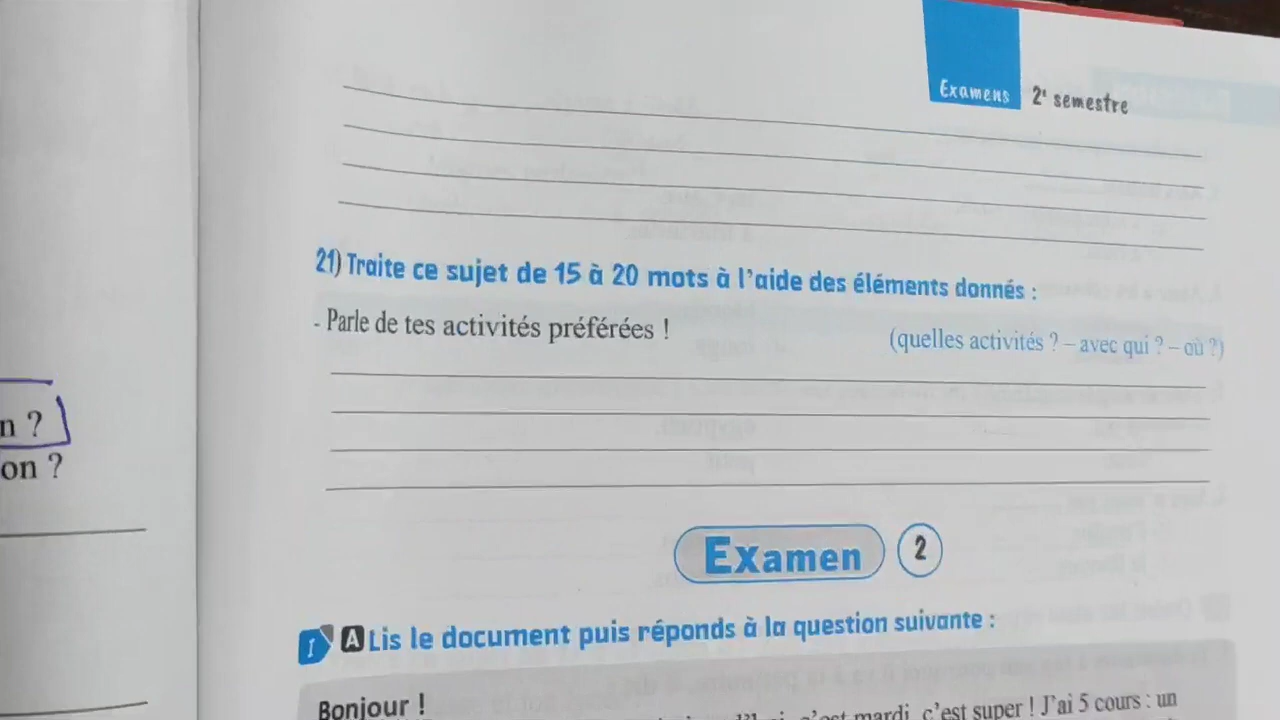 Examens 2e semestre
21) Traite ce sujet de 15 à 20 mots à l'aide des éléments donnés :
- Parle de tes activités préférées ! (quelles activités ? – avec qui ? – où ?)
n ?
on ?
Examen 2
I A Lis le document puis réponds à la question suivante :
Bonjour !
c'est mardi, c'est super ! J'ai 5 cours : un